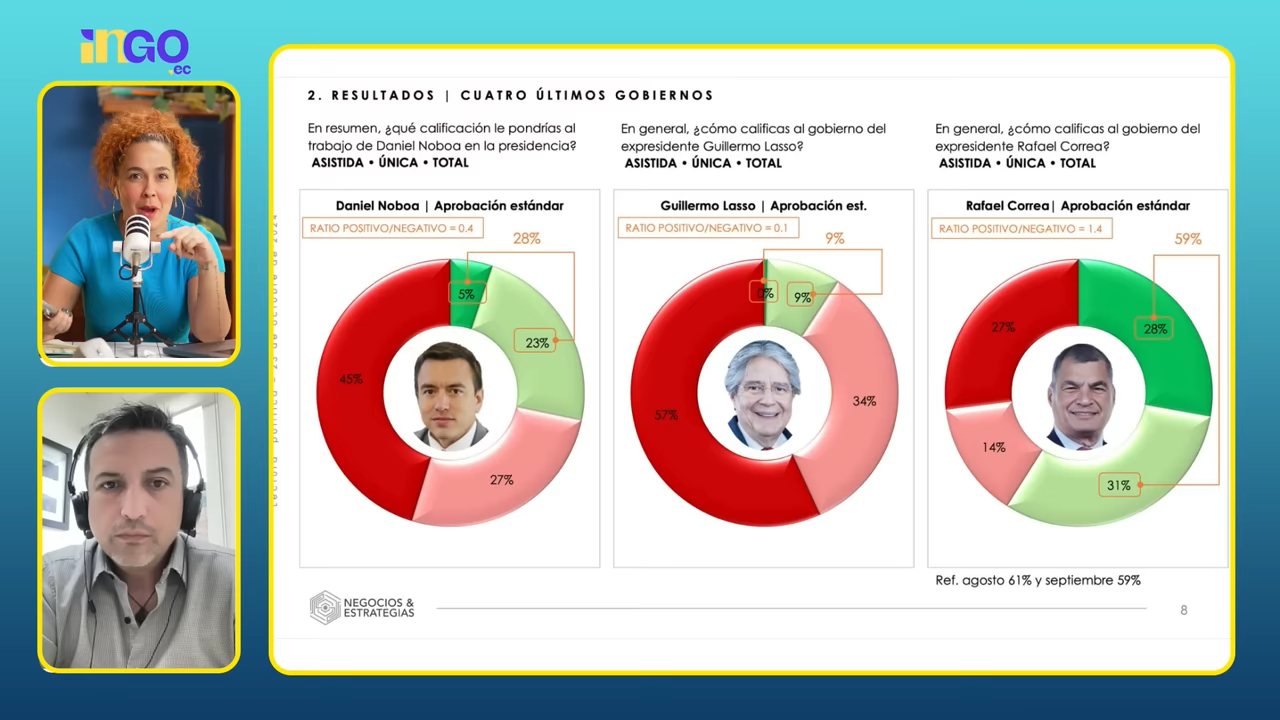 inGO
.ec
2. RESULTADOS | CUATRO ÚLTIMOS GOBIERNOS
En resumen, ¿qué calificación le pondrías al
trabajo de Daniel Noboa en la presidencia?
ASISTIDA • ÚNICA • TOTAL
Daniel Noboa | Aprobación estándar
RATIO POSITIVO/NEGATIVO = 0.4
28%
5%
23%
45%
27%
En general, ¿cómo calificas al gobierno del
expresidente Guillermo Lasso?
ASISTIDA • ÚNICA • TOTAL
Guillermo Lasso | Aprobación est.
RATIO POSITIVO/NEGATIVO = 0.1
9%
0%
9%
34%
57%
En general, ¿cómo calificas al gobierno del
expresidente Rafael Correa?
ASISTIDA • ÚNICA • TOTAL
Rafael Correa| Aprobación estándar
RATIO POSITIVO/NEGATIVO = 1.4
59%
27%
28%
14%
31%
Ref. agosto 61% y septiembre 59%
NEGOCIOS &
ESTRATEGIAS
8